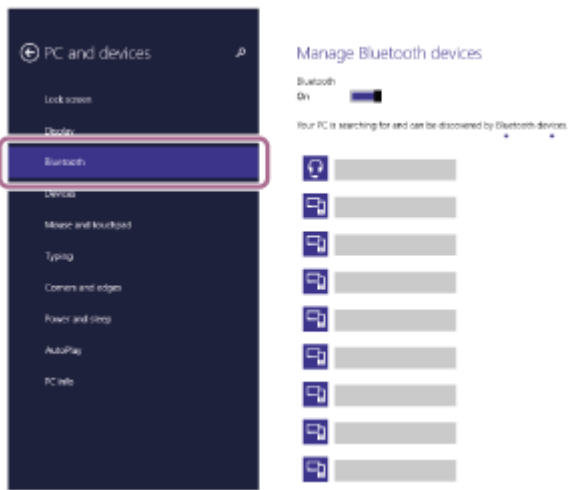 PC and devices
Lock screen
Display
Bluetooth
Devices
Mouse and touchpad
Typing
Corners and edges
Power and sleep
AutoPlay
PC info
Manage Bluetooth devices
Bluetooth
On
Your PC is searching for and can be discovered by Bluetooth devices